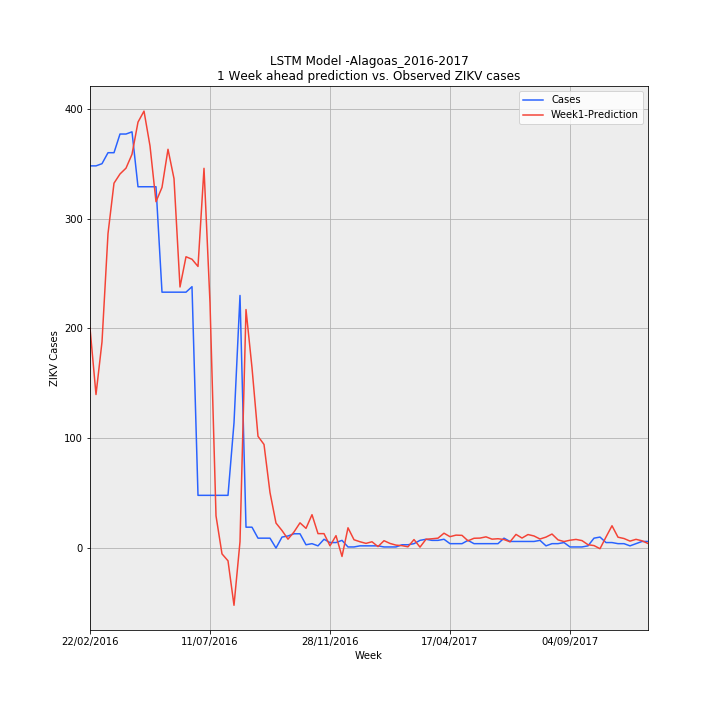 LSTM Model -Alagoas_2016-2017
1 Week ahead prediction vs. Observed ZIKV cases
Cases
Week1-Prediction
ZIKV Cases
400
300
200
100
0
22/02/2016
11/07/2016
28/11/2016
17/04/2017
04/09/2017
Week